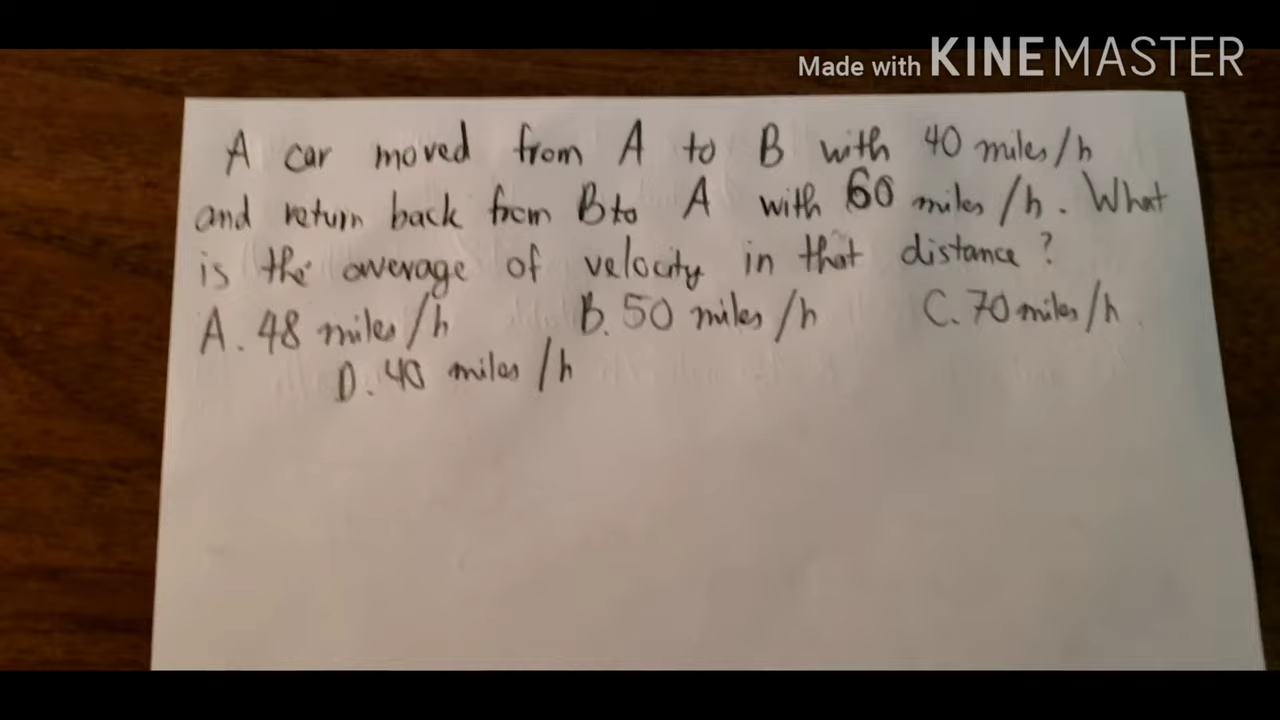 Made with KINEMASTER
A car moved from A to B with 40 miles/h
and return back from B to A with 60 miles/h. What
is the average of velocity in that distance?
A. 48 miles/h B. 50 miles/h C. 70 miles/h
D. 40 miles/h